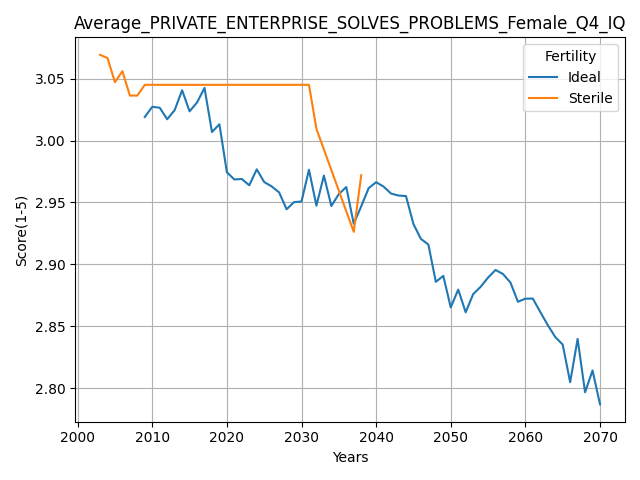 Average_PRIVATE_ENTERPRISE_SOLVES_PROBLEMS_Female_Q4_IQ
Fertility
Ideal
Sterile
Score(1-5)
3.05
3.00
2.95
2.90
2.85
2.80
2000 2010 2020 2030 2040 2050 2060 2070
Years